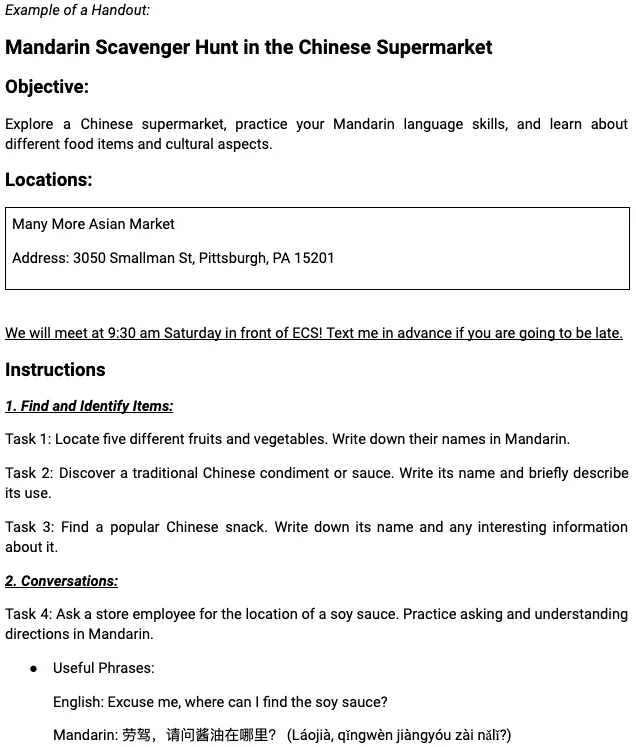 Example of a Handout:
Mandarin Scavenger Hunt in the Chinese Supermarket
Objective:
Explore a Chinese supermarket, practice your Mandarin language skills, and learn about
different food items and cultural aspects.
Locations:
Many More Asian Market
Address: 3050 Smallman St, Pittsburgh, PA 15201
We will meet at 9:30 am Saturday in front of ECS! Text me in advance if you are going to be late.
Instructions
1. Find and Identify Items:
Task 1: Locate five different fruits and vegetables. Write down their names in Mandarin.
Task 2: Discover a traditional Chinese condiment or sauce. Write its name and briefly describe
its use.
Task 3: Find a popular Chinese snack. Write down its name and any interesting information
about it.
2. Conversations:
Task 4: Ask a store employee for the location of a soy sauce. Practice asking and understanding
directions in Mandarin.
● Useful Phrases:
English: Excuse me, where can I find the soy sauce?
Mandarin: 劳驾，请问酱油在哪里？ (Láojià, qǐngwèn jiàngyóu zài nǎlǐ?)